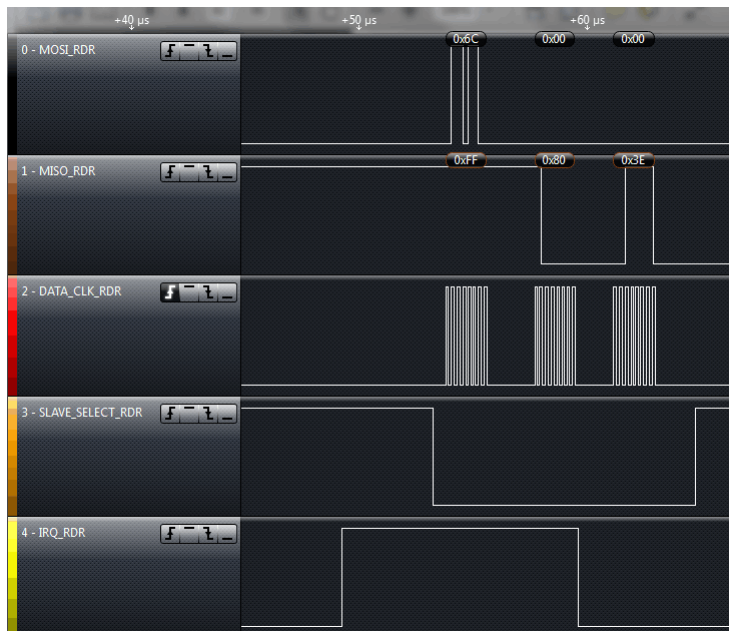 +40 µs +50 µs +60 µs
0 - MOSI_RDR
0x6C 0x00 0x00
1 - MISO_RDR
0xFF 0x80 0x3E
2 - DATA_CLK_RDR
3 - SLAVE_SELECT_RDR
4 - IRQ_RDR